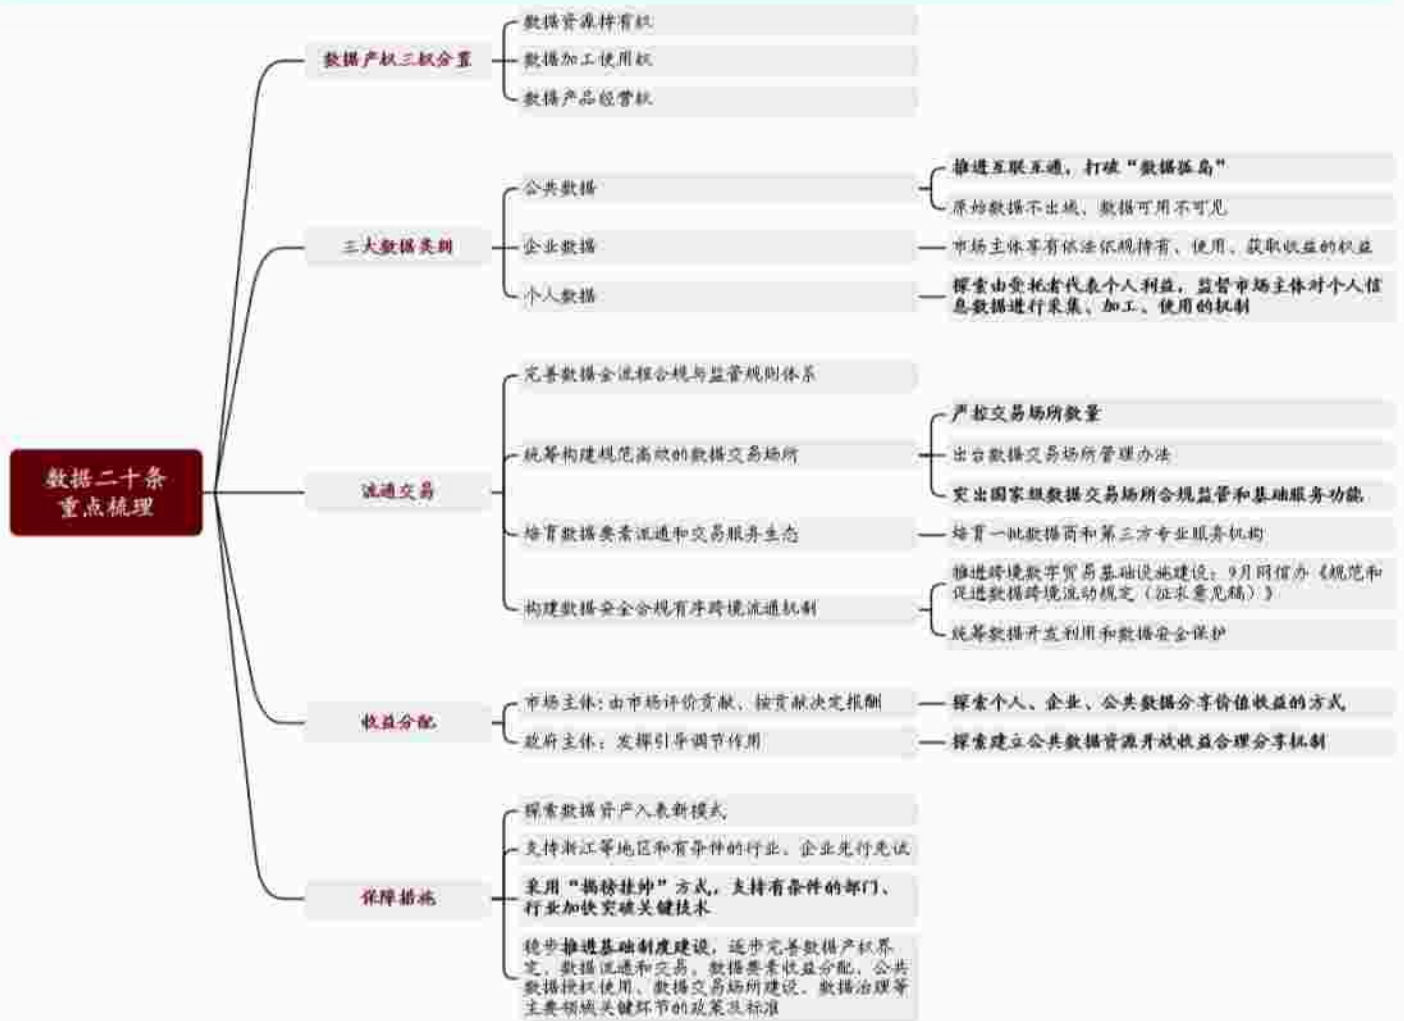 数据二十条
重点梳理
数据产权三权分置
数据资源持有权
数据加工使用权
数据产品经营权
三大数据类别
公共数据
推进互联互通，打破“数据孤岛”
原始数据不出域、数据可用不可见
企业数据
市场主体享有依法依规持有、使用、获取收益的权益
个人数据
探索由受托者代表个人利益，监督市场主体对个人信
息数据进行采集、加工、使用的机制
流通交易
完善数据全流程合规与监管规则体系
统筹构建规范高效的数据交易场所
严控交易场所数量
出台数据交易场所管理办法
突出国家级数据交易场所合规监管和基础服务功能
培育数据要素流通和交易服务生态
培育一批数据商和第三方专业服务机构
构建数据安全合规有序跨境流通机制
推进跨境数字贸易基础设施建设：9月网信办《规范和
促进数据跨境流动规定（征求意见稿）》
统筹数据开发利用和数据安全保护
收益分配
市场主体：由市场评价贡献、按贡献决定报酬
探索个人、企业、公共数据分享价值收益的方式
政府主体：发挥引导调节作用
探索建立公共数据资源开放收益合理分享机制
保障措施
探索数据资产入表新模式
支持浙江等地区和有条件的行业、企业先行先试
采用“揭榜挂帅”方式，支持有条件的部门、
行业加快突破关键技术
稳步推进基础制度建设，逐步完善数据产权界
定、数据流通和交易、数据要素收益分配、公共
数据授权使用、数据交易场所建设、数据治理等
主要领域关键环节的政策及标准